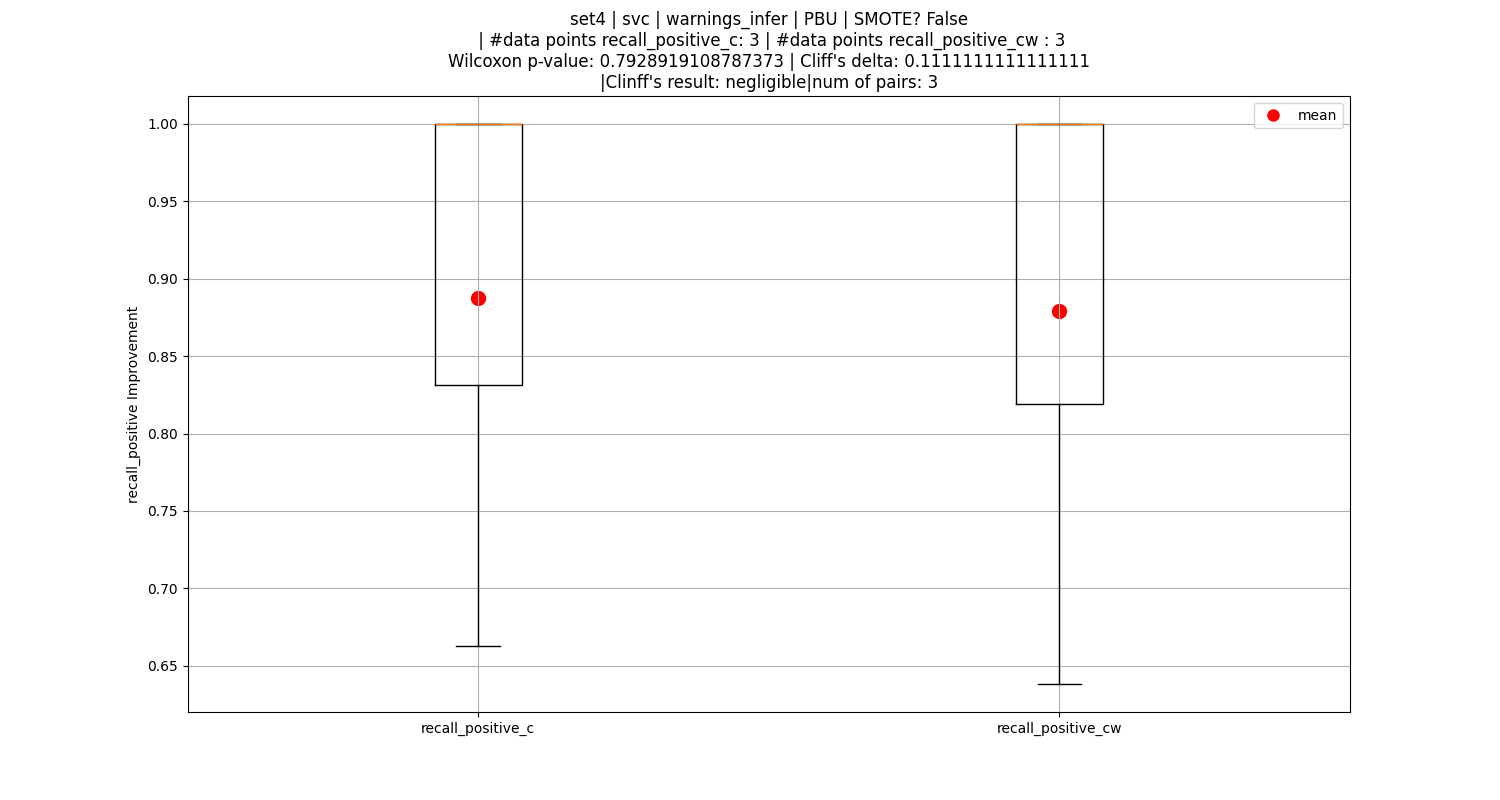 set4 | svc | warnings_infer | PBU | SMOTE? False
| #data points recall_positive_c: 3 | #data points recall_positive_cw : 3
Wilcoxon p-value: 0.7928919108787373 | Cliff's delta: 0.1111111111111111
|Clinff's result: negligible|num of pairs: 3
mean
1.00
0.95
0.90
0.85
0.80
0.75
0.70
0.65
recall_positive Improvement
recall_positive_c
recall_positive_cw